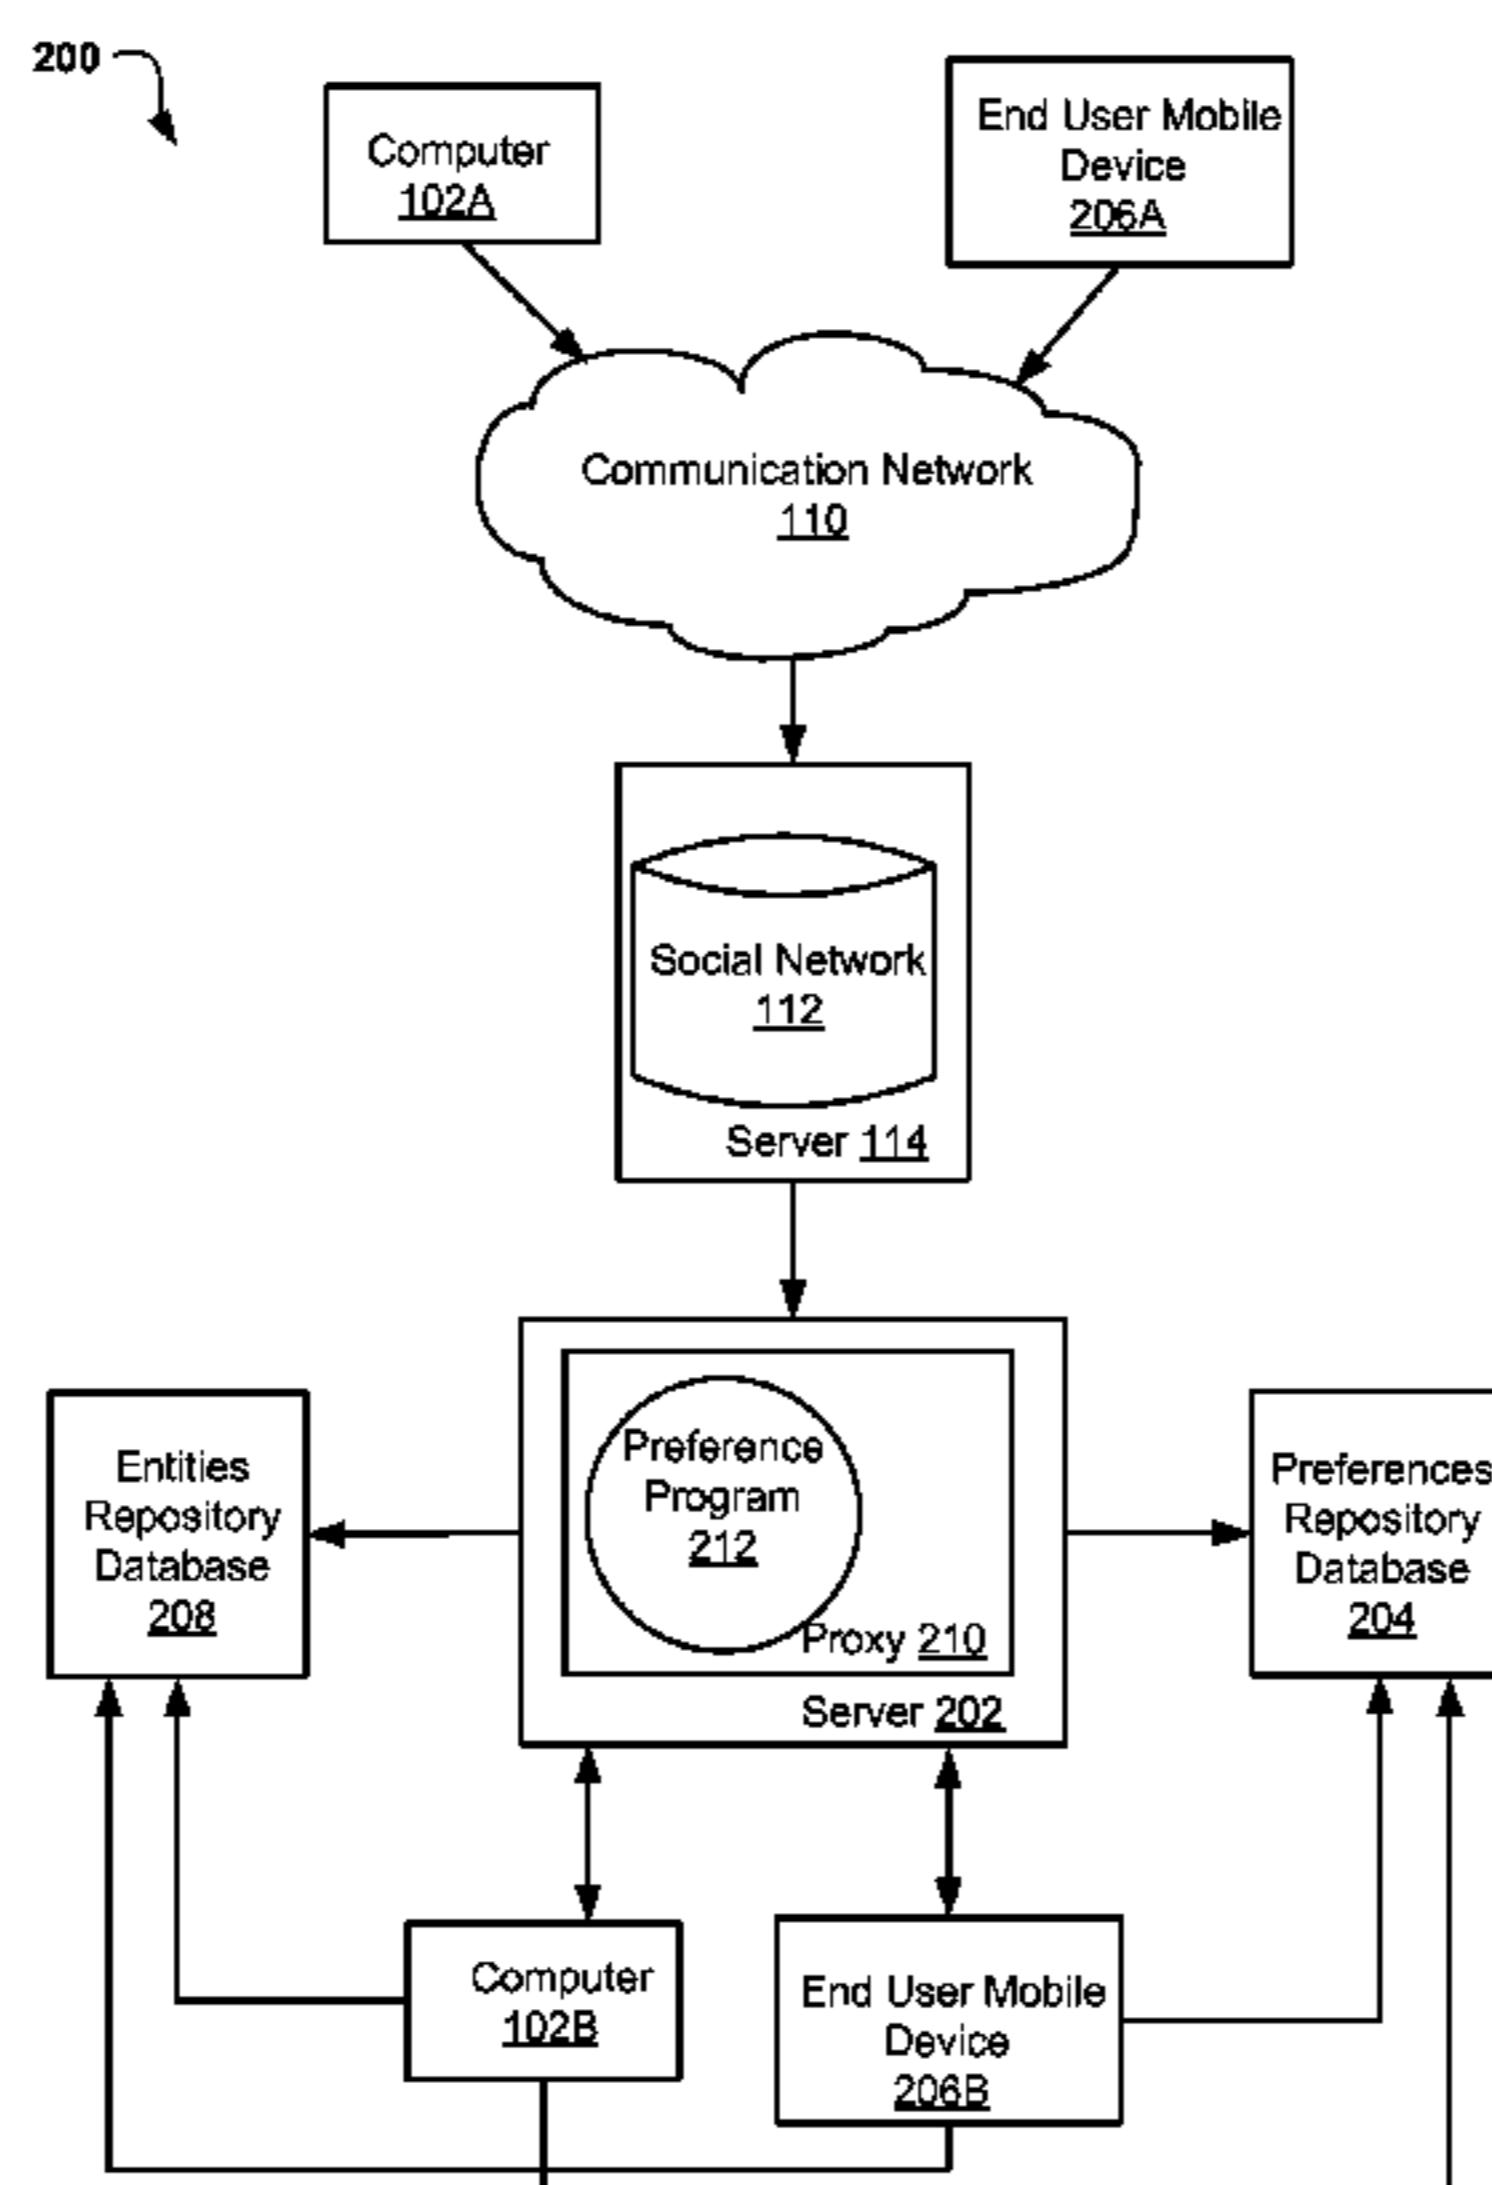 200
Computer
102A
End User Mobile
Device
206A
Communication Network
110
Social Network
112
Server 114
Entities
Repository
Database
208
Preference
Program
212
Proxy 210
Server 202
Preferences
Repository
Database
204
Computer
102B
End User Mobile
Device
206B